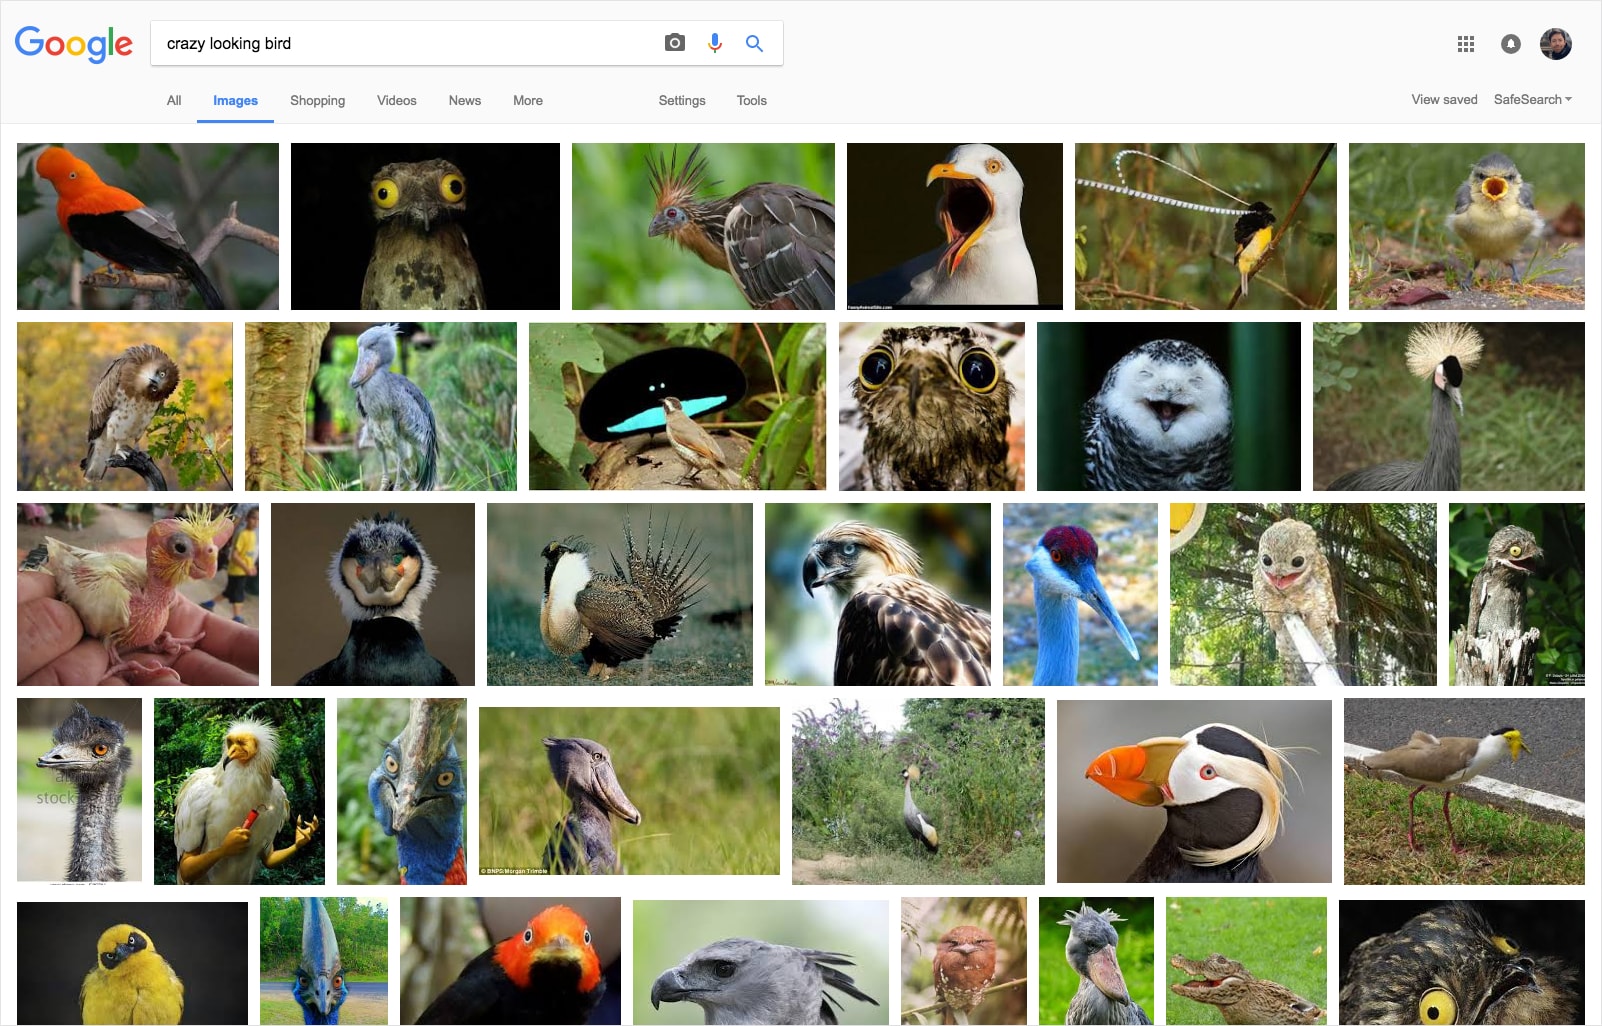 Google
crazy looking bird
All Images Shopping Videos News More Settings Tools
View saved SafeSearch
stock
© BNPS/Morgan Trimble